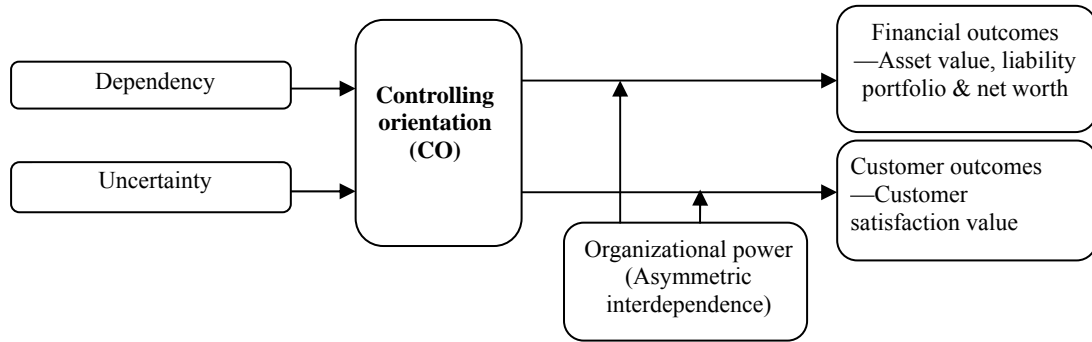 Dependency
Uncertainty
Controlling
orientation
(CO)
Financial outcomes
—Asset value, liability
portfolio & net worth
Customer outcomes
—Customer
satisfaction value
Organizational power
(Asymmetric
interdependence)